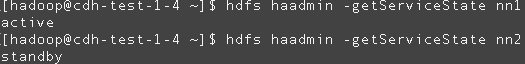 [hadoop@cdh-test-1-4 ~]$ hdfs haadmin -getServiceState nn1
active
[hadoop@cdh-test-1-4 ~]$ hdfs haadmin -getServiceState nn2
standby